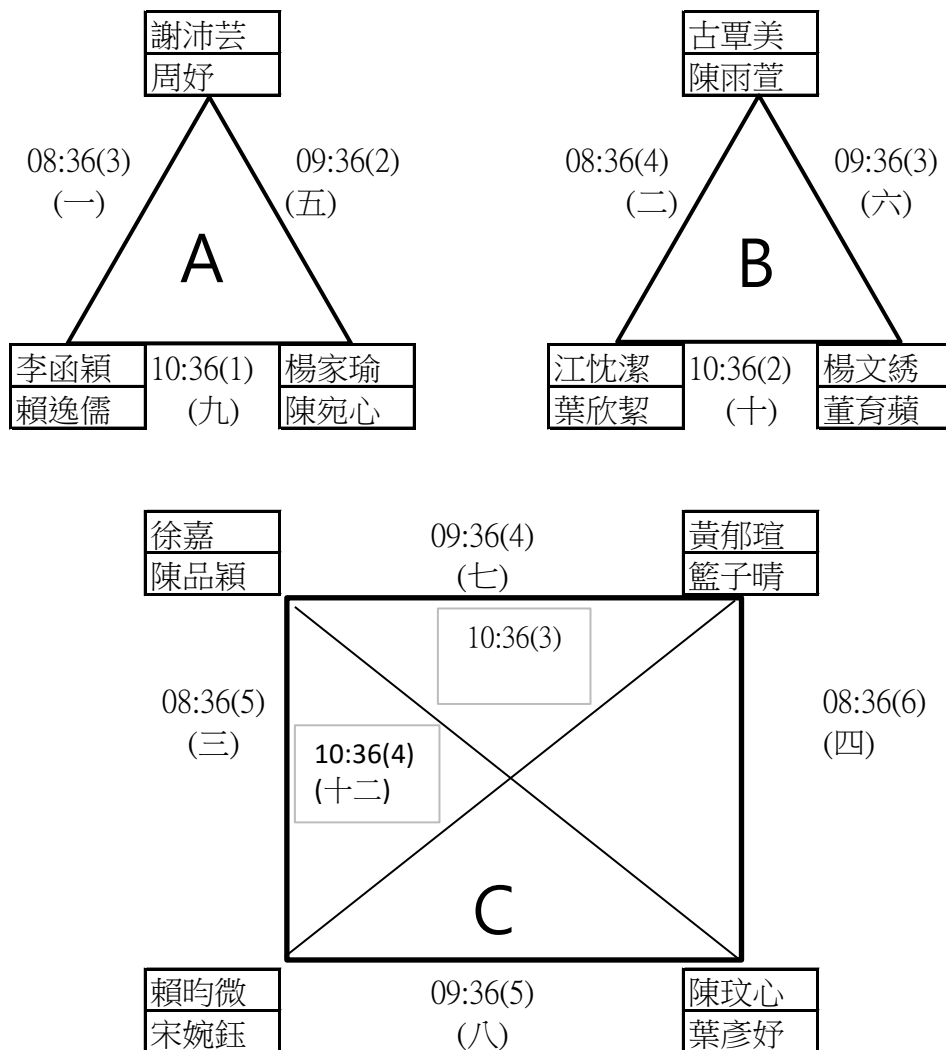 謝沛芸
周妤
古覃美
陳雨萱
08:36(3)
(一)
09:36(2)
(五)
08:36(4)
(二)
09:36(3)
(六)
A
B
李函穎
賴逸儒
10:36(1)
(九)
楊家瑜
陳宛心
江忱潔
葉欣絜
10:36(2)
(十)
楊文綉
董育蘋
徐嘉
陳品穎
09:36(4)
(七)
黃郁瑄
籃子晴
10:36(3)
08:36(5)
(三)
08:36(6)
(四)
10:36(4)
(十二)
C
賴昀微
宋婉鈺
09:36(5)
(八)
陳玟心
葉彥妤